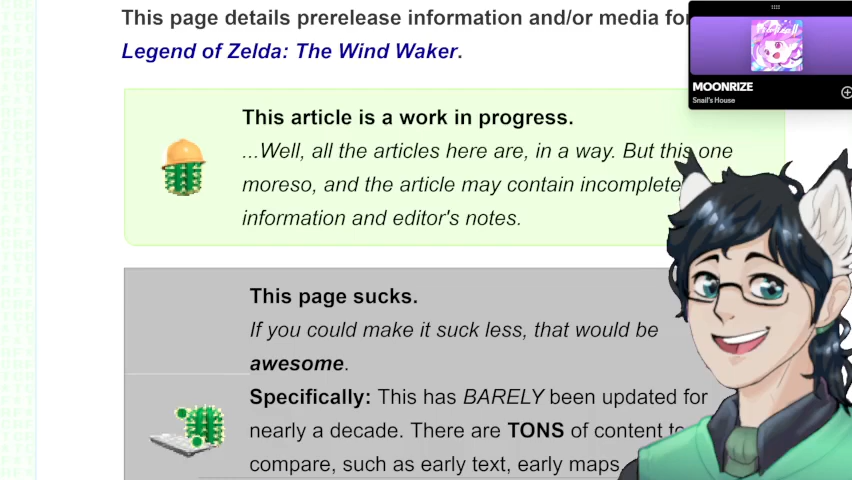 This page details prerelease information and/or media for
Legend of Zelda: The Wind Waker.
MOONRIZE
Snail's House
This article is a work in progress.
...Well, all the articles here are, in a way. But this one
moreso, and the article may contain incomplete
information and editor's notes.
This page sucks.
If you could make it suck less, that would be
awesome.
Specifically: This has BARELY been updated for
nearly a decade. There are TONS of content to
compare, such as early text, early maps